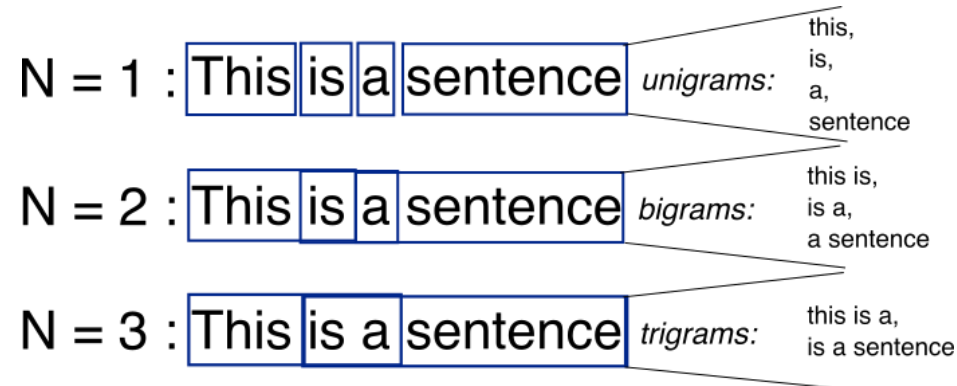 N = 1 : This is a sentence unigrams:
this,
is,
a,
sentence
N = 2 : This is a sentence bigrams:
this is,
is a,
a sentence
N = 3 : This is a sentence trigrams:
this is a,
is a sentence